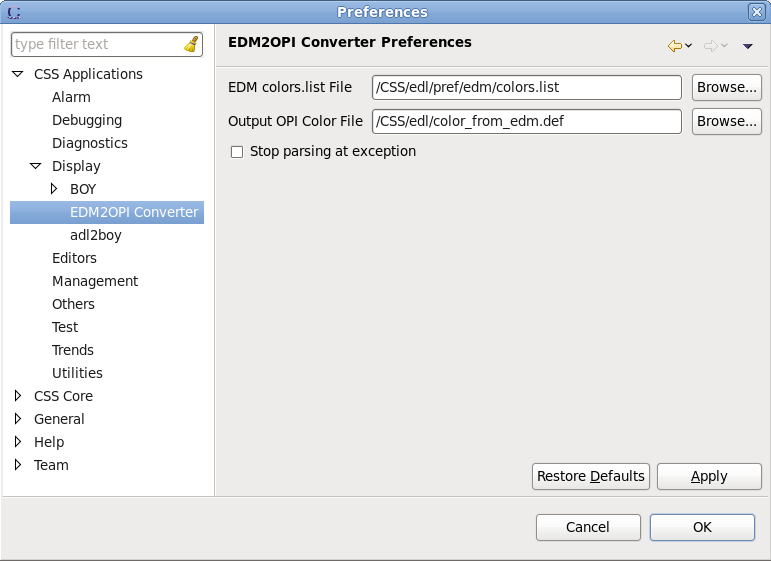 Preferences
type filter text
CSS Applications
Alarm
Debugging
Diagnostics
Display
BOY
EDM2OPI Converter
adl2boy
Editors
Management
Others
Test
Trends
Utilities
CSS Core
General
Help
Team
EDM2OPI Converter Preferences
EDM colors.list File /CSS/edl/pref/edm/colors.list Browse...
Output OPI Color File /CSS/edl/color_from_edm.def Browse...
Stop parsing at exception
Restore Defaults Apply
Cancel OK